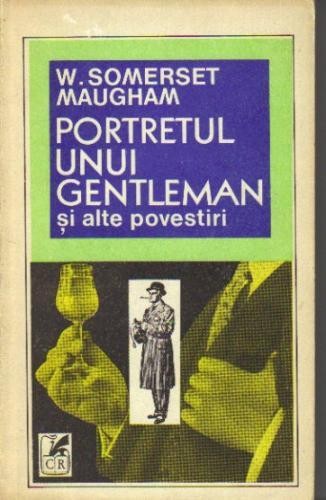 W. SOMERSET
MAUGHAM
PORTRETUL
UNUI
GENTLEMAN
și alte povestiri
CR